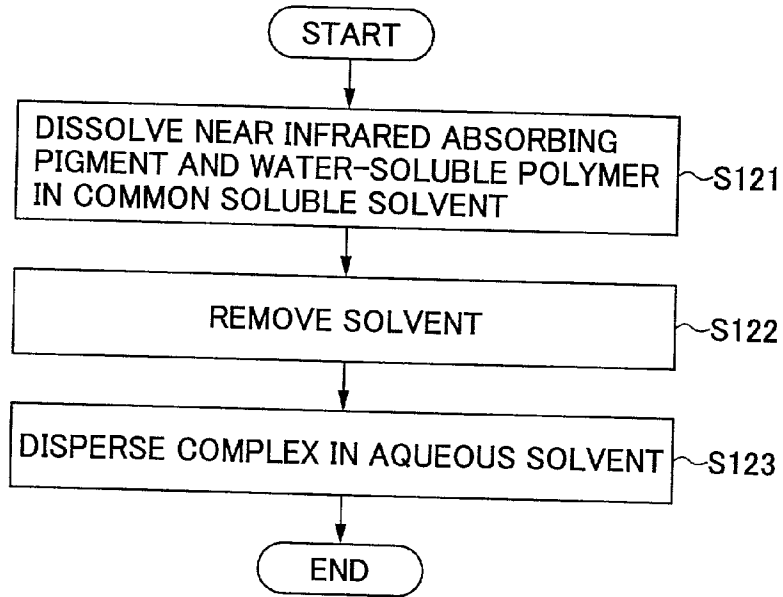 START
DISSOLVE NEAR INFRARED ABSORBING
PIGMENT AND WATER-SOLUBLE POLYMER
IN COMMON SOLUBLE SOLVENT
S121
REMOVE SOLVENT
S122
DISPERSE COMPLEX IN AQUEOUS SOLVENT
S123
END